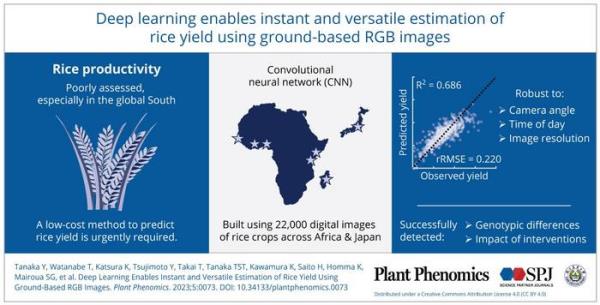 Deep learning enables instant and versatile estimation of
rice yield using ground-based RGB images
Rice productivity
Poorly assessed,
especially in the global South
A low-cost method to predict
rice yield is urgently required.
Convolutional
neural network (CNN)
Built using 22,000 digital images
of rice crops across Africa & Japan
R² = 0.686
Predicted yield
rRMSE = 0.220
Observed yield
Robust to:
➢ Camera angle
➢ Time of day
➢ Image resolution
Successfully
detected:
➢ Genotypic differences
➢ Impact of interventions
Tanaka Y, Watanabe T, Katsura K, Tsujimoto Y, Takai T, Tanaka TST, Kawamura K, Saito H, Homma K,
Mairoua SG, et al. Deep Learning Enables Instant and Versatile Estimation of Rice Yield Using
Ground-Based RGB Images. Plant Phenomics. 2023;5:0073. DOI: 10.34133/plantphenomics.0073
Plant Phenomics
SPJ
SCIENCE PARTNER JOURNALS
Distributed under a Creative Commons Attribution License 4.0 (CC BY 4.0)